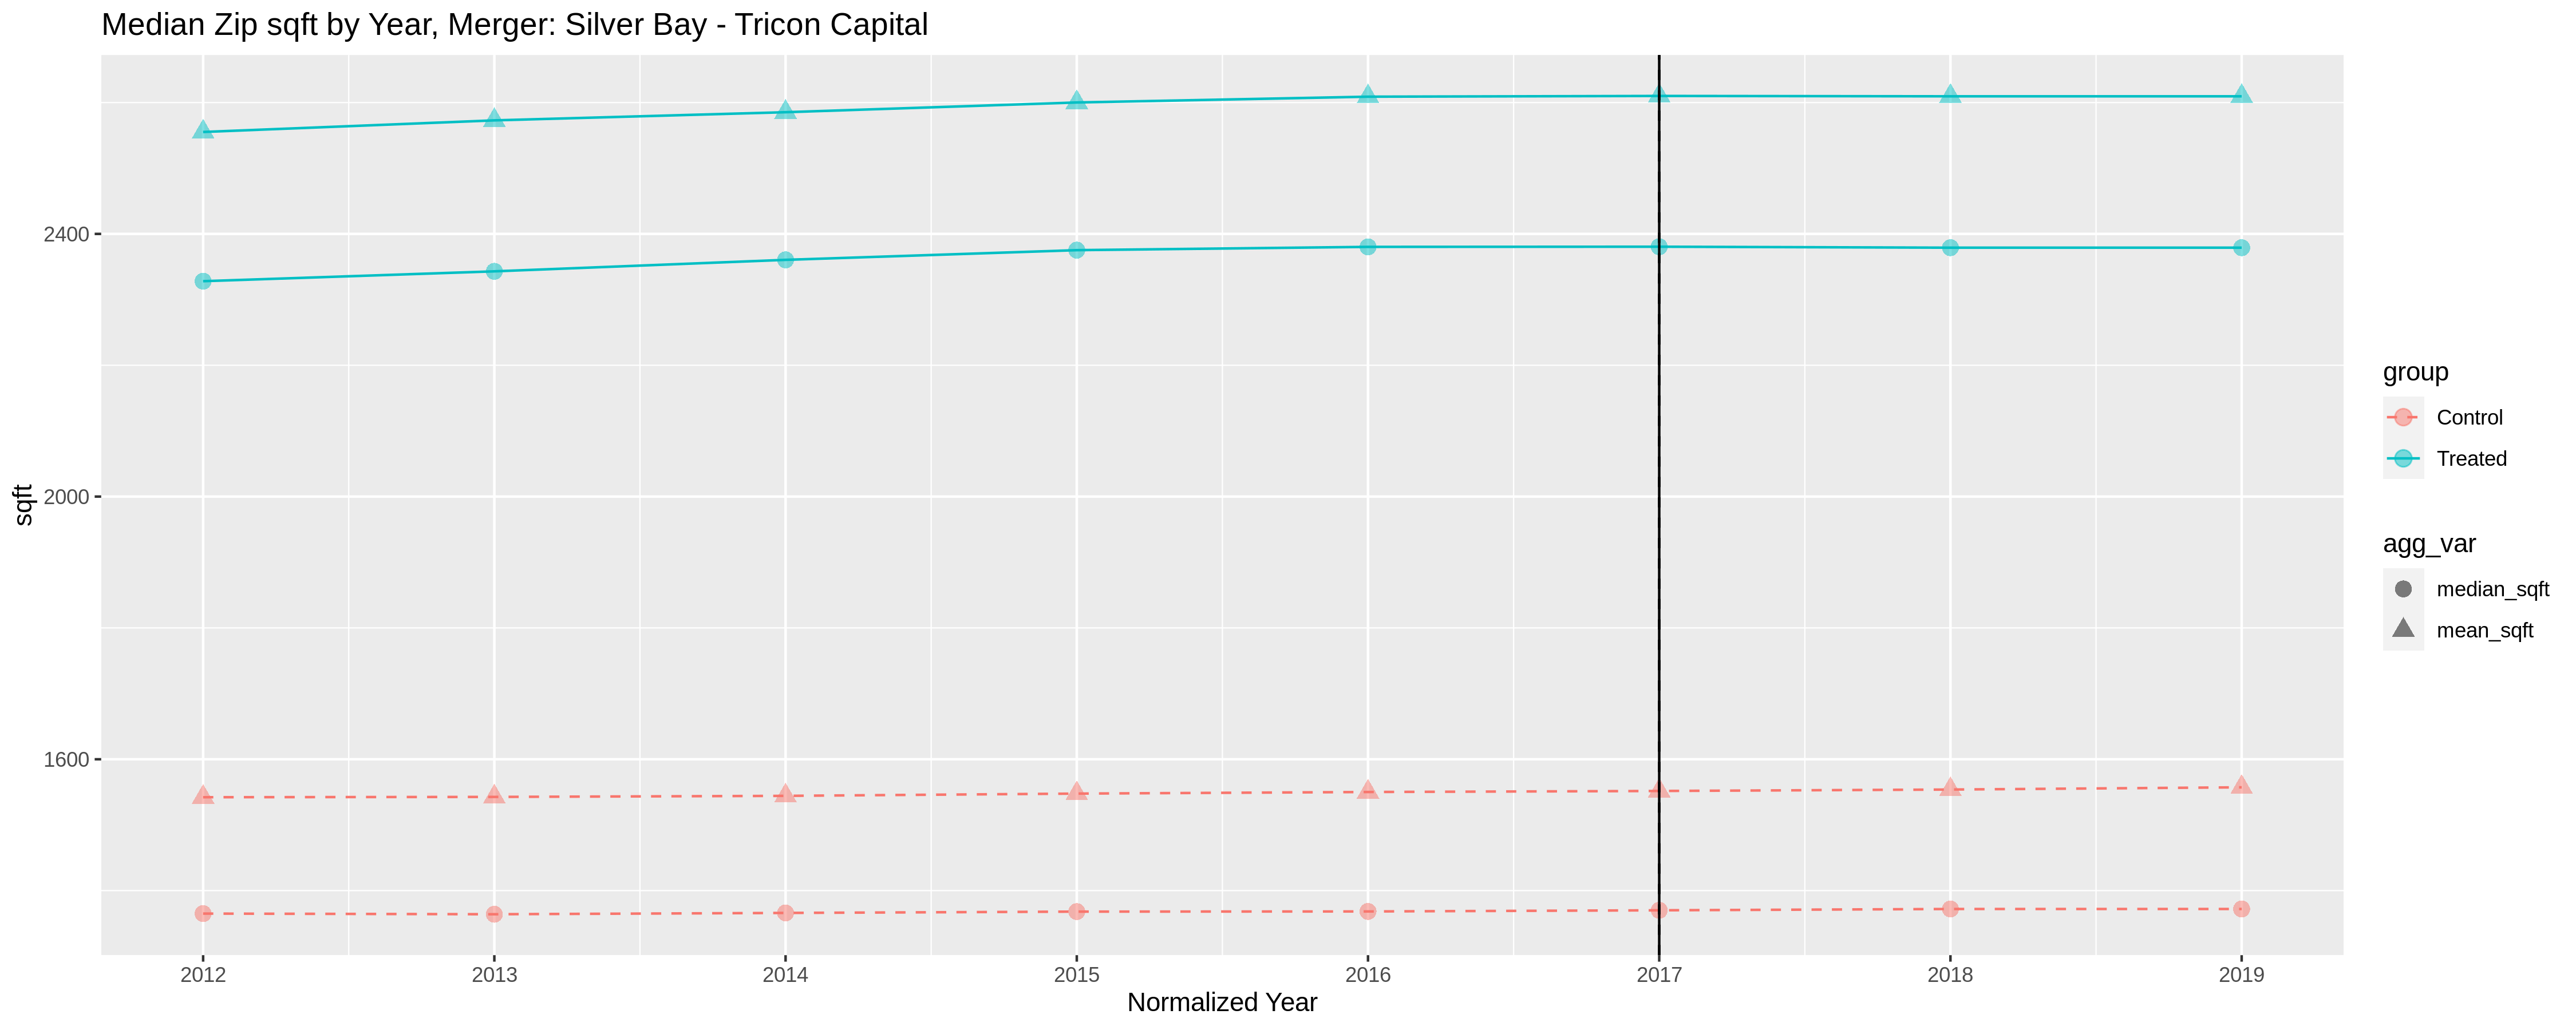 Median Zip sqft by Year, Merger: Silver Bay - Tricon Capital
sqft
2400
2000
1600
2012 2013 2014 2015 2016 2017 2018 2019
Normalized Year
group
Control
Treated
agg_var
median_sqft
mean_sqft